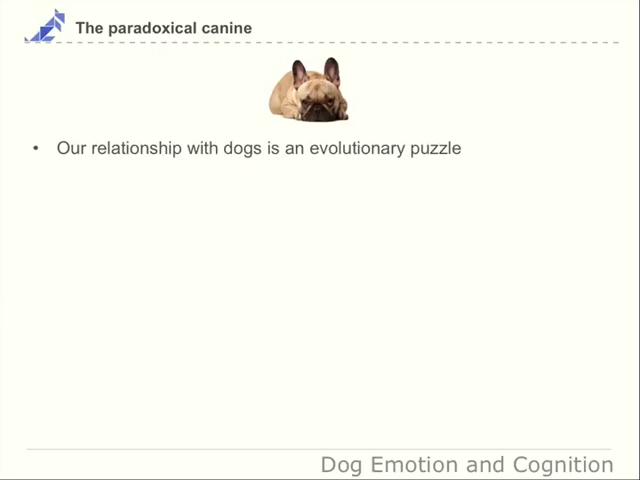 The paradoxical canine
• Our relationship with dogs is an evolutionary puzzle
Dog Emotion and Cognition